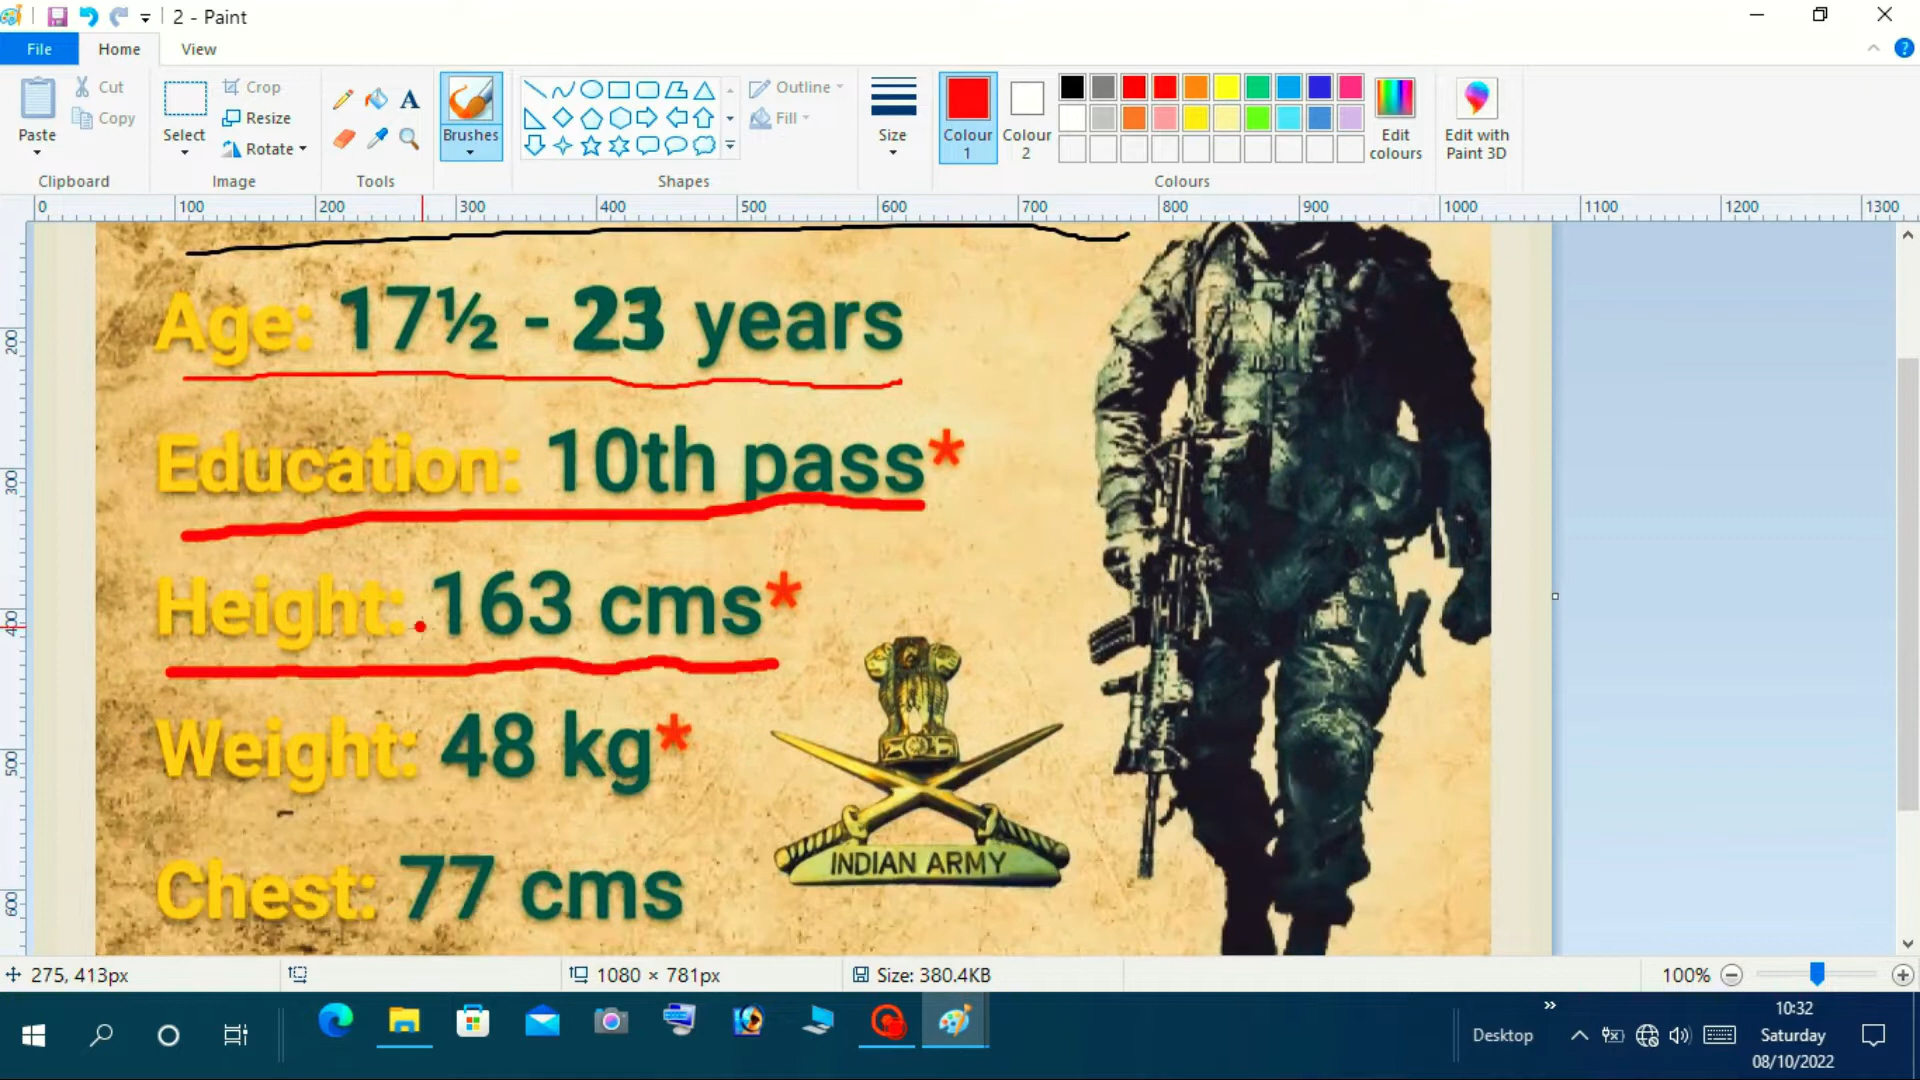 2 - Paint
File Home View
Paste Cut Copy Select Crop Resize Rotate A Brushes Outline Fill Size Colour 1 Colour 2 Edit colours Edit with Paint 3D
Clipboard Image Tools Shapes Colours
0 100 200 300 400 500 600 700 800 900 1000 1100 1200 1300
200
300
400
500
600
Age: 17½ - 23 years
Education: 10th pass*
Height: 163 cms*
Weight: 48 kg*
INDIAN ARMY
Chest: 77 cms
275, 413px 1080 × 781px Size: 380.4KB 100%
Desktop
10:32
Saturday
08/10/2022